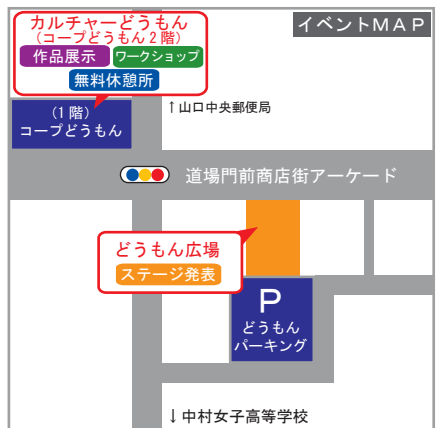 イベントMAP
カルチャーどうもん
(コープどうもん2階)
作品展示 ワークショップ
無料休憩所
(1階)
コープどうもん
↑山口中央郵便局
道場門前商店街アーケード
どうもん広場
ステージ発表
P
どうもん
パーキング
↓中村女子高等学校